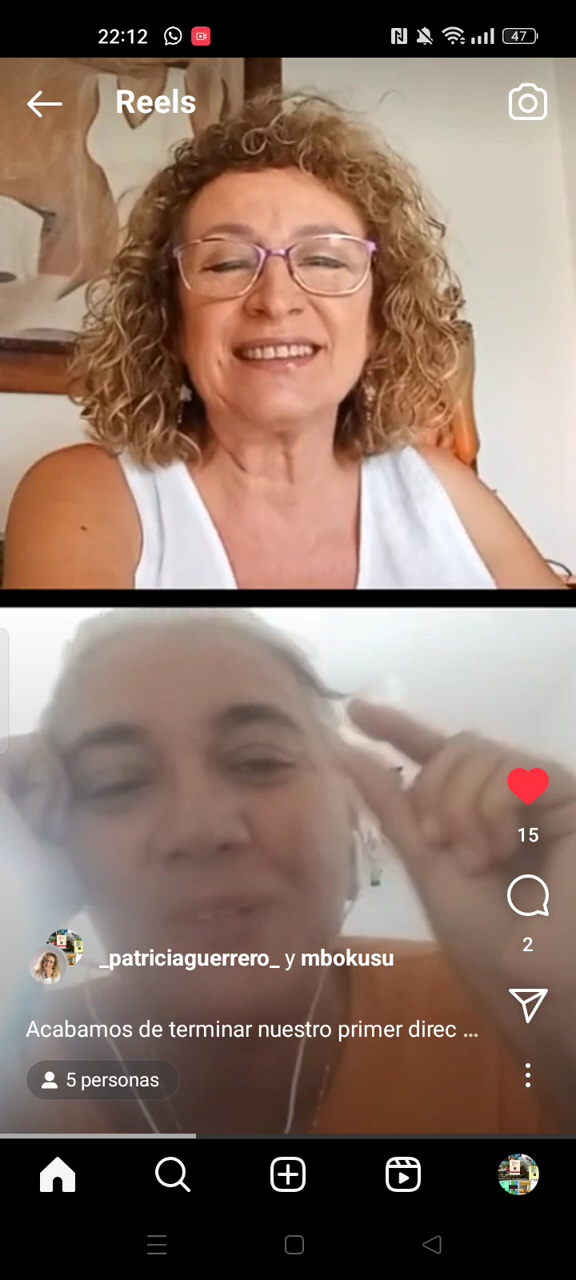 22:12
47
Reels
15
2
_patriciaguerrero_ y mbokusu
Acabamos de terminar nuestro primer direc ...
5 personas